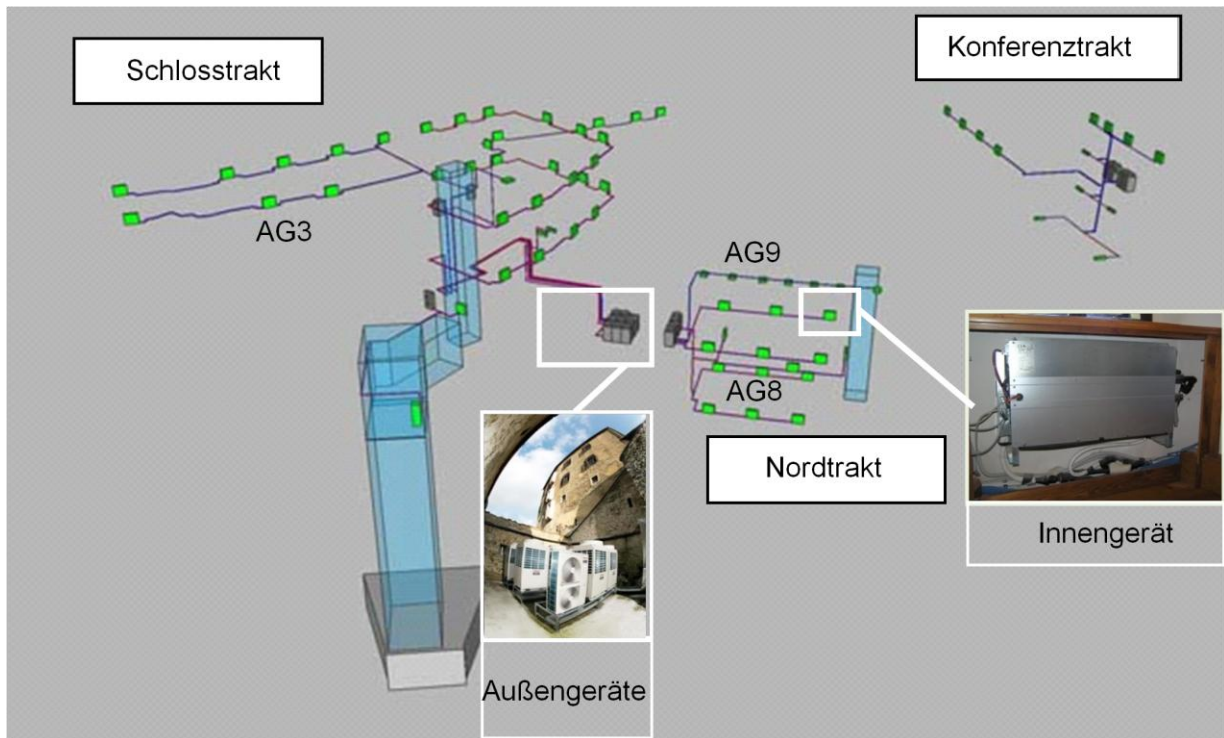 Schlosstrakt
Konferenztrakt
AG3
AG9
AG8
Nordtrakt
Innengerät
Außengeräte